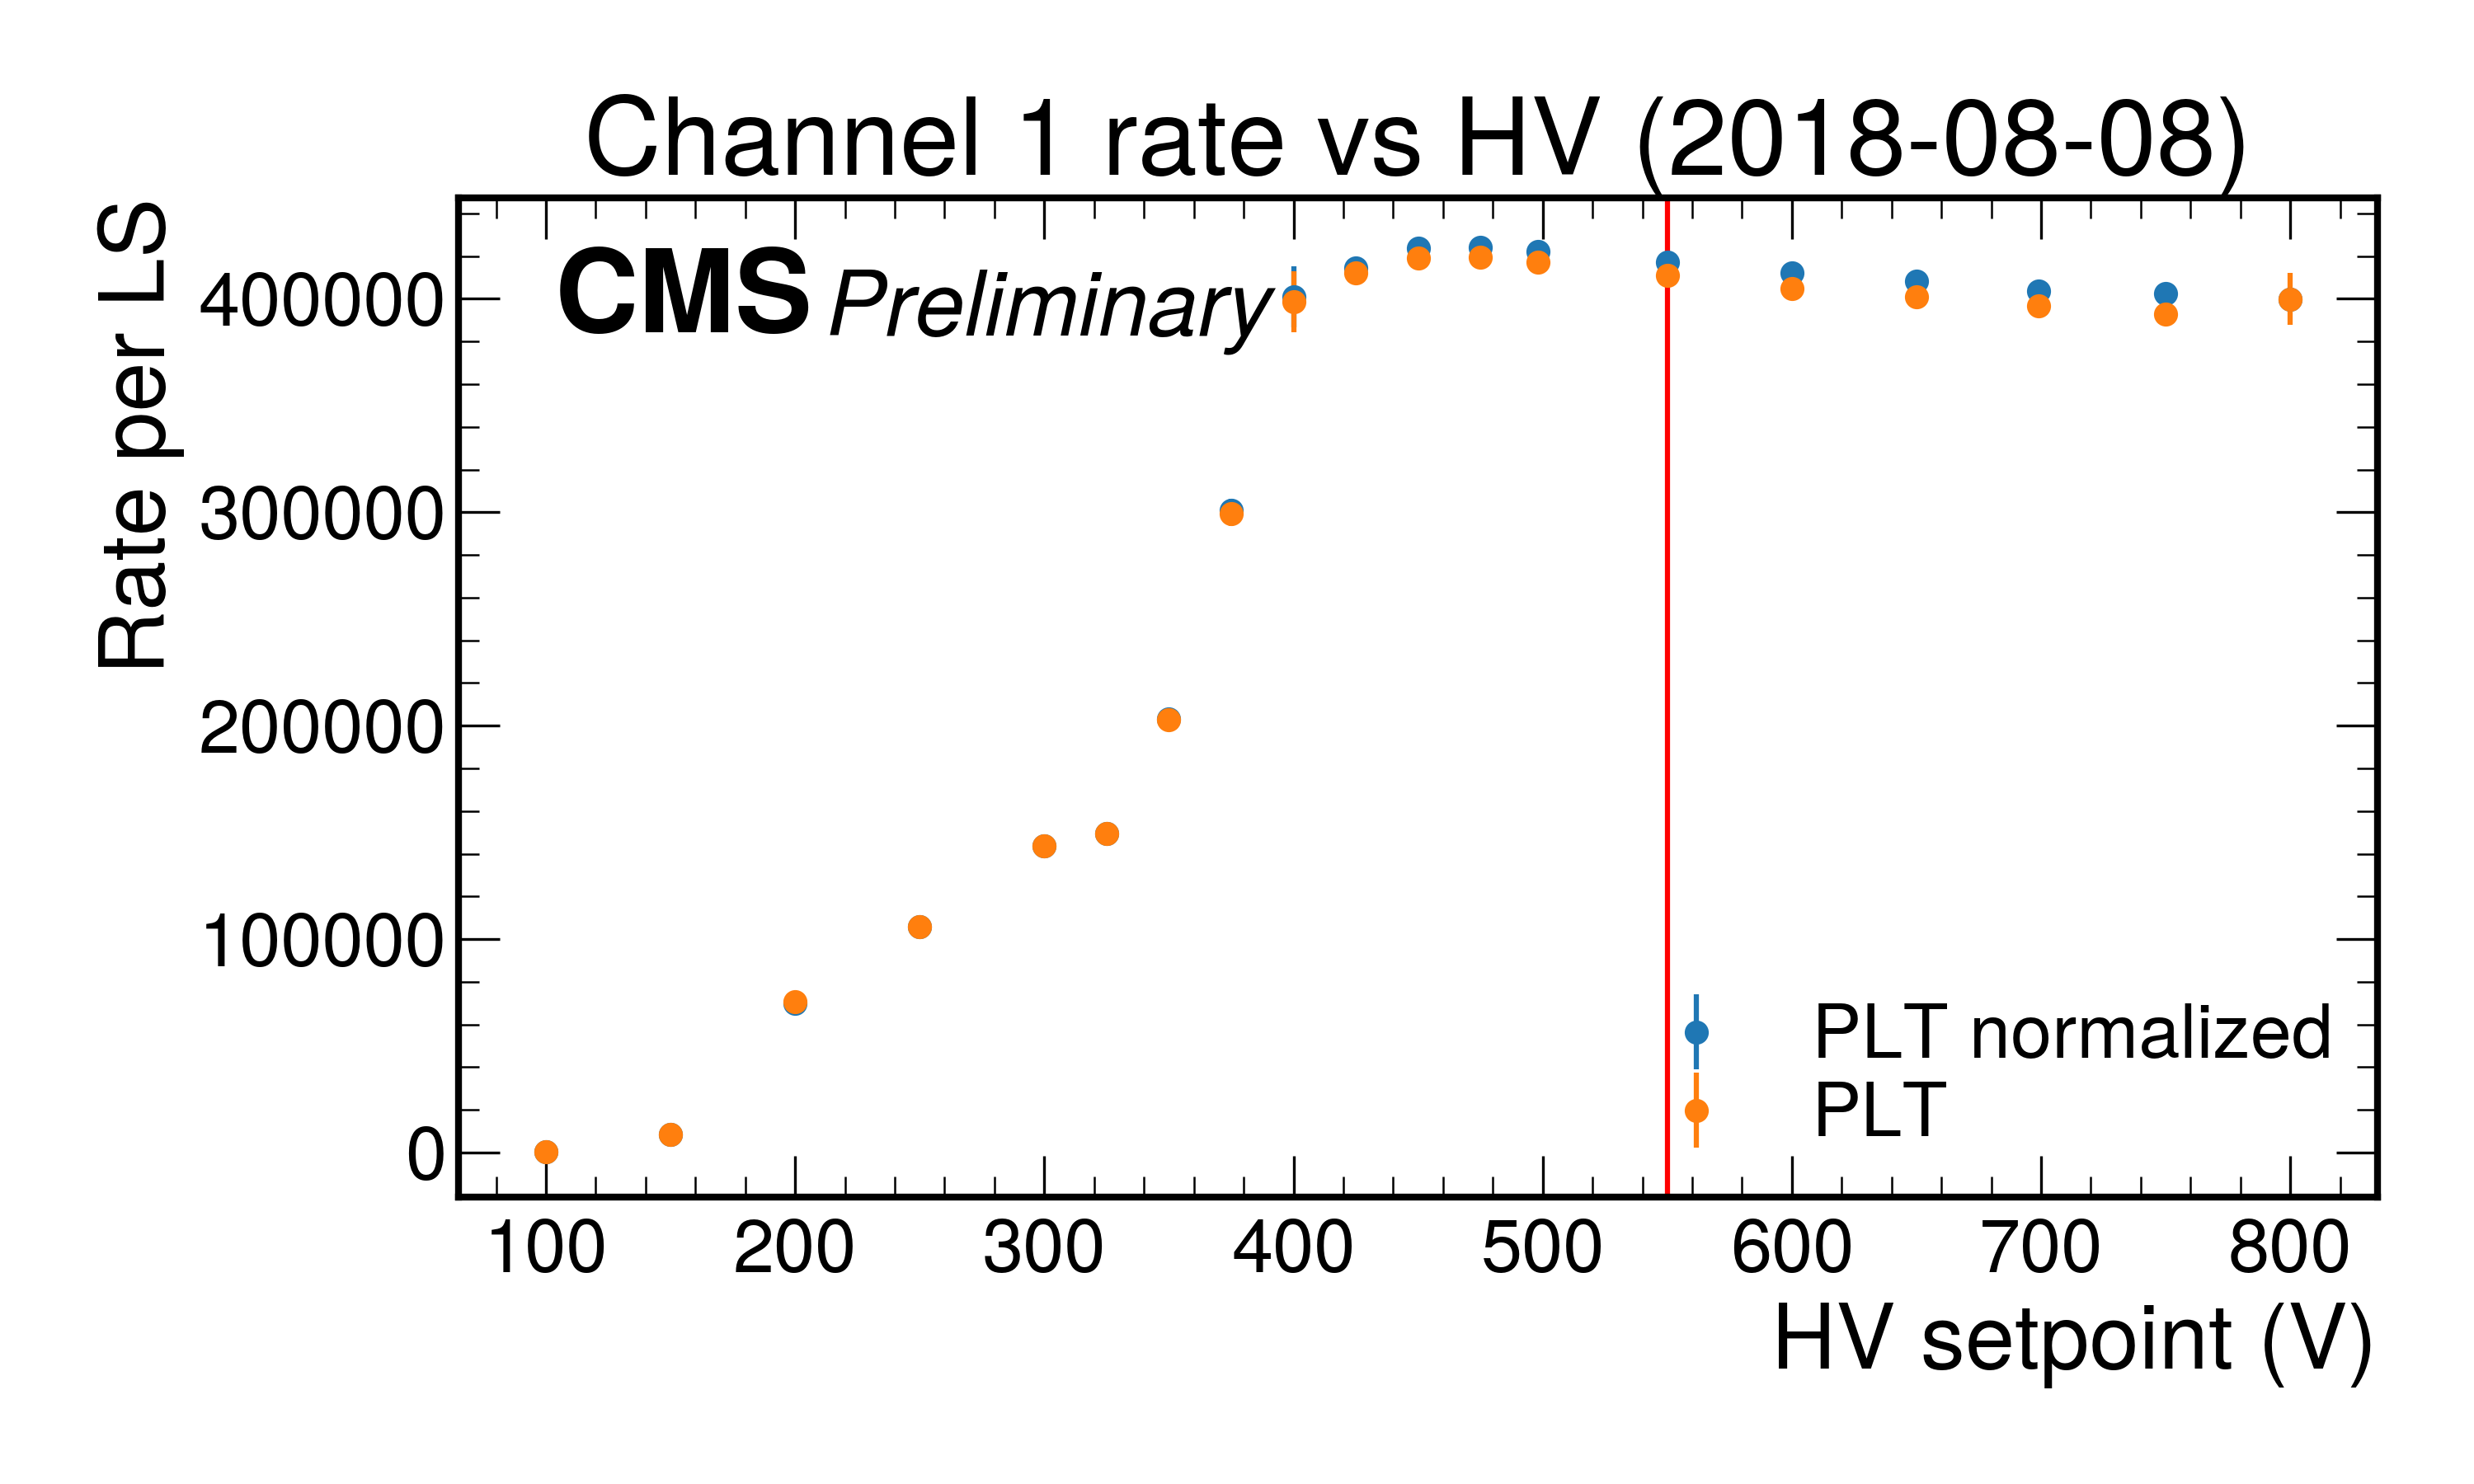 Channel 1 rate vs HV (2018-08-08)
CMS Preliminary
Rate per LS
400000
300000
200000
100000
0
PLT normalized
PLT
100 200 300 400 500 600 700 800
HV setpoint (V)